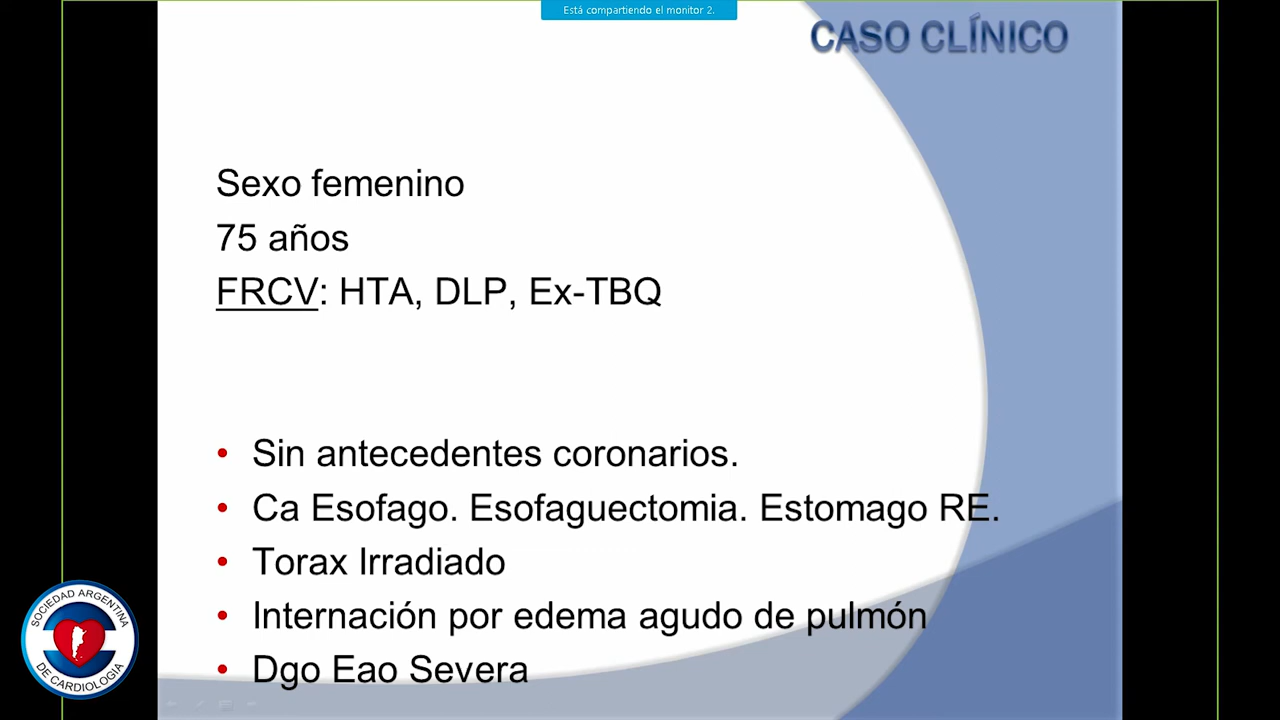 Está compartiendo el monitor 2.
CASO CLÍNICO
Sexo femenino
75 años
FRCV: HTA, DLP, Ex-TBQ
• Sin antecedentes coronarios.
• Ca Esofago. Esofaguectomia. Estomago RE.
• Torax Irradiado
• Internación por edema agudo de pulmón
• Dgo Eao Severa
SOCIEDAD ARGENTINA
DE CARDIOLOGÍA